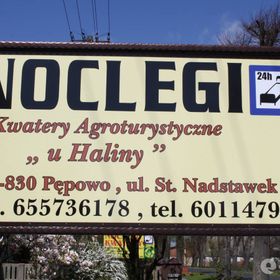 NOCLEGI
24h
Kwatery Agroturystyczne
„ u Haliny ”
-830 Pępowo , ul. St. Nadstawek
. 655736178 , tel. 6011479